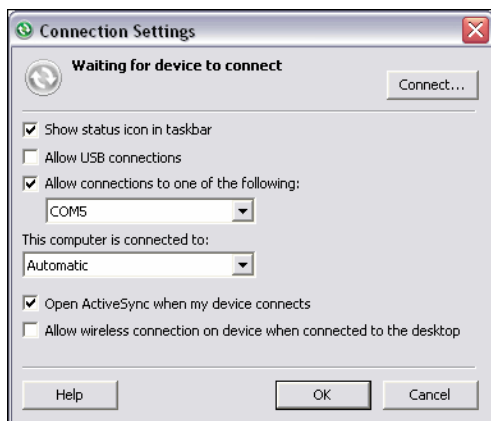 Connection Settings
Waiting for device to connect
Connect...
Show status icon in taskbar
Allow USB connections
Allow connections to one of the following:
COM5
This computer is connected to:
Automatic
Open ActiveSync when my device connects
Allow wireless connection on device when connected to the desktop
Help OK Cancel